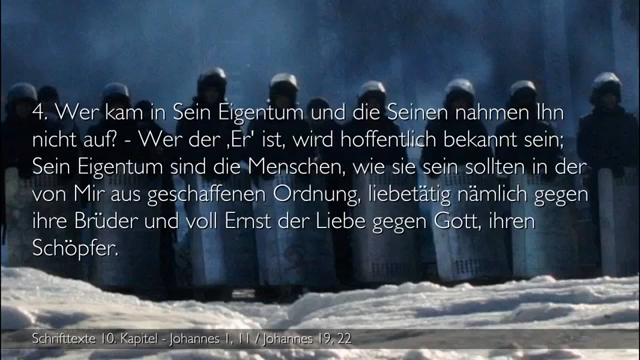 4. Wer kam in Sein Eigentum und die Seinen nahmen Ihn
nicht auf? - Wer der ‚Er' ist, wird hoffentlich bekannt sein;
Sein Eigentum sind die Menschen, wie sie sein sollten in der
von Mir aus geschaffenen Ordnung, liebetätig nämlich gegen
ihre Brüder und voll Ernst der Liebe gegen Gott, ihren
Schöpfer.
Schrifttexte 10. Kapitel - Johannes 1, 11 / Johannes 19, 22